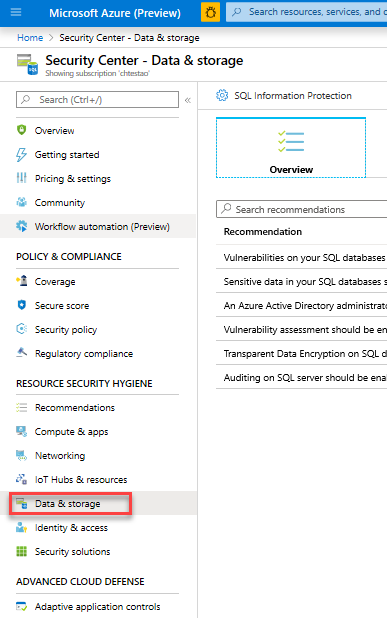 Microsoft Azure (Preview)
Search resources, services, and
Home > Security Center - Data & storage
Security Center - Data & storage
Showing subscription 'chtestao'
Search (Ctrl+/)
«
Overview
Getting started
Pricing & settings
Community
Workflow automation (Preview)
POLICY & COMPLIANCE
Coverage
Secure score
Security policy
Regulatory compliance
RESOURCE SECURITY HYGIENE
Recommendations
Compute & apps
Networking
IoT Hubs & resources
Data & storage
Identity & access
Security solutions
ADVANCED CLOUD DEFENSE
Adaptive application controls
SQL Information Protection
Overview
Search recommendations
Recommendation
Vulnerabilities on your SQL databases
Sensitive data in your SQL databases s
An Azure Active Directory administrato
Vulnerability assessment should be en
Transparent Data Encryption on SQL d
Auditing on SQL server should be ena